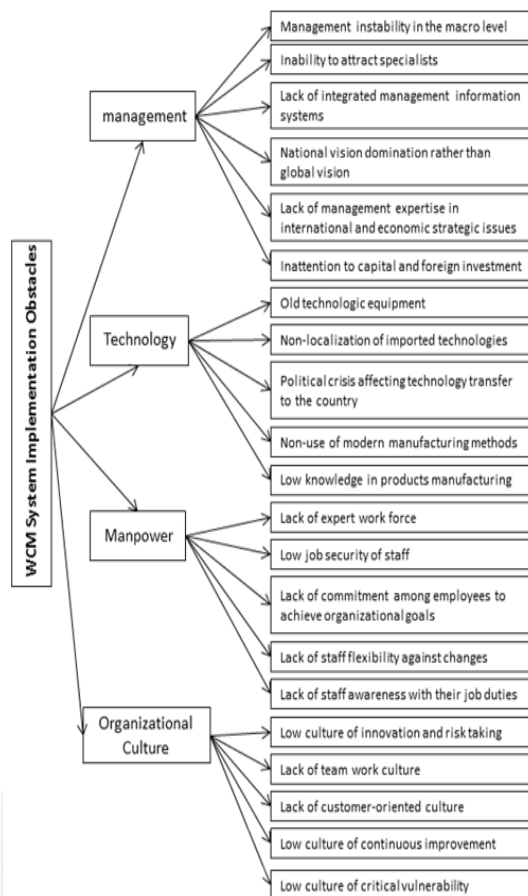 WCM System Implementation Obstacles
management
Management instability in the macro level
Inability to attract specialists
Lack of integrated management information
systems
National vision domination rather than
global vision
Lack of management expertise in
international and economic strategic issues
Inattention to capital and foreign investment
Technology
Old technologic equipment
Non-localization of imported technologies
Political crisis affecting technology transfer
to the country
Non-use of modern manufacturing methods
Low knowledge in products manufacturing
Manpower
Lack of expert work force
Low job security of staff
Lack of commitment among employees to
achieve organizational goals
Lack of staff flexibility against changes
Lack of staff awareness with their job duties
Organizational
Culture
Low culture of innovation and risk taking
Lack of team work culture
Lack of customer-oriented culture
Low culture of continuous improvement
Low culture of critical vulnerability